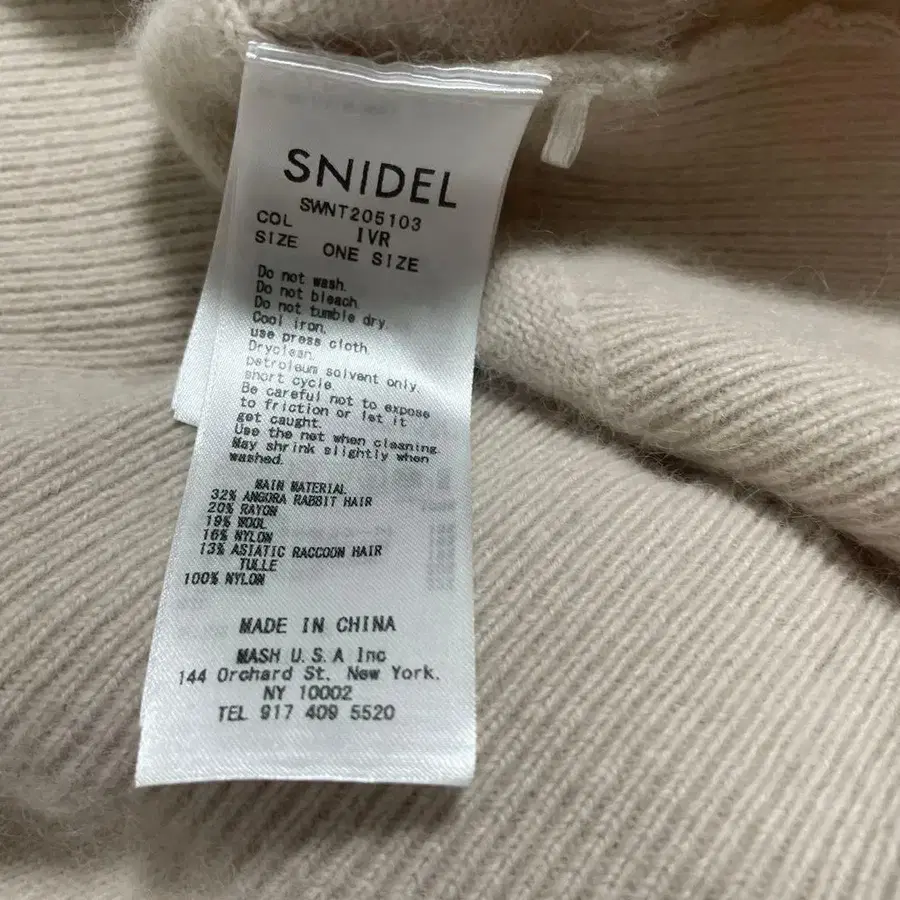 SNIDEL
SWNT205103
COL IVR
SIZE ONE SIZE
Do not wash.
Do not bleach.
Do not tumble dry.
Cool iron.
use press cloth
Dryclean.
petroleum solvent only.
short cycle.
Be careful not to expose
to friction or let it
get caught.
Use the net when cleaning.
May shrink slightly when
washed.
MAIN MATERIAL
32% ANGORA RABBIT HAIR
20% RAYON
19% WOOL
16% NYLON
13% ASIATIC RACCOON HAIR
TULLE
100% NYLON
MADE IN CHINA
MASH U.S.A Inc
144 Orchard St. New York.
NY 10002
TEL 917 409 5520